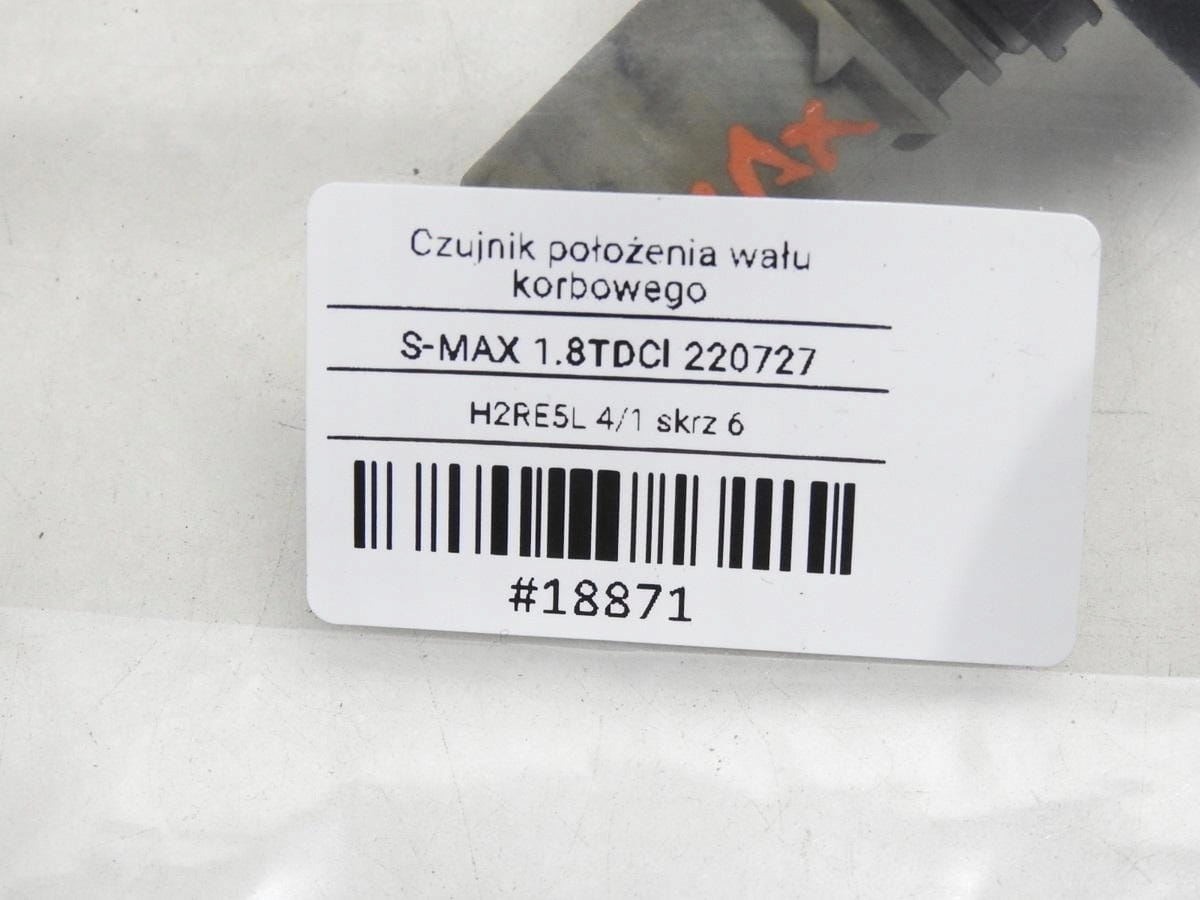 Czujnik położenia wału
korbowego
S-MAX 1.8TDCI 220727
H2RE5L 4/1 skrz 6
#18871